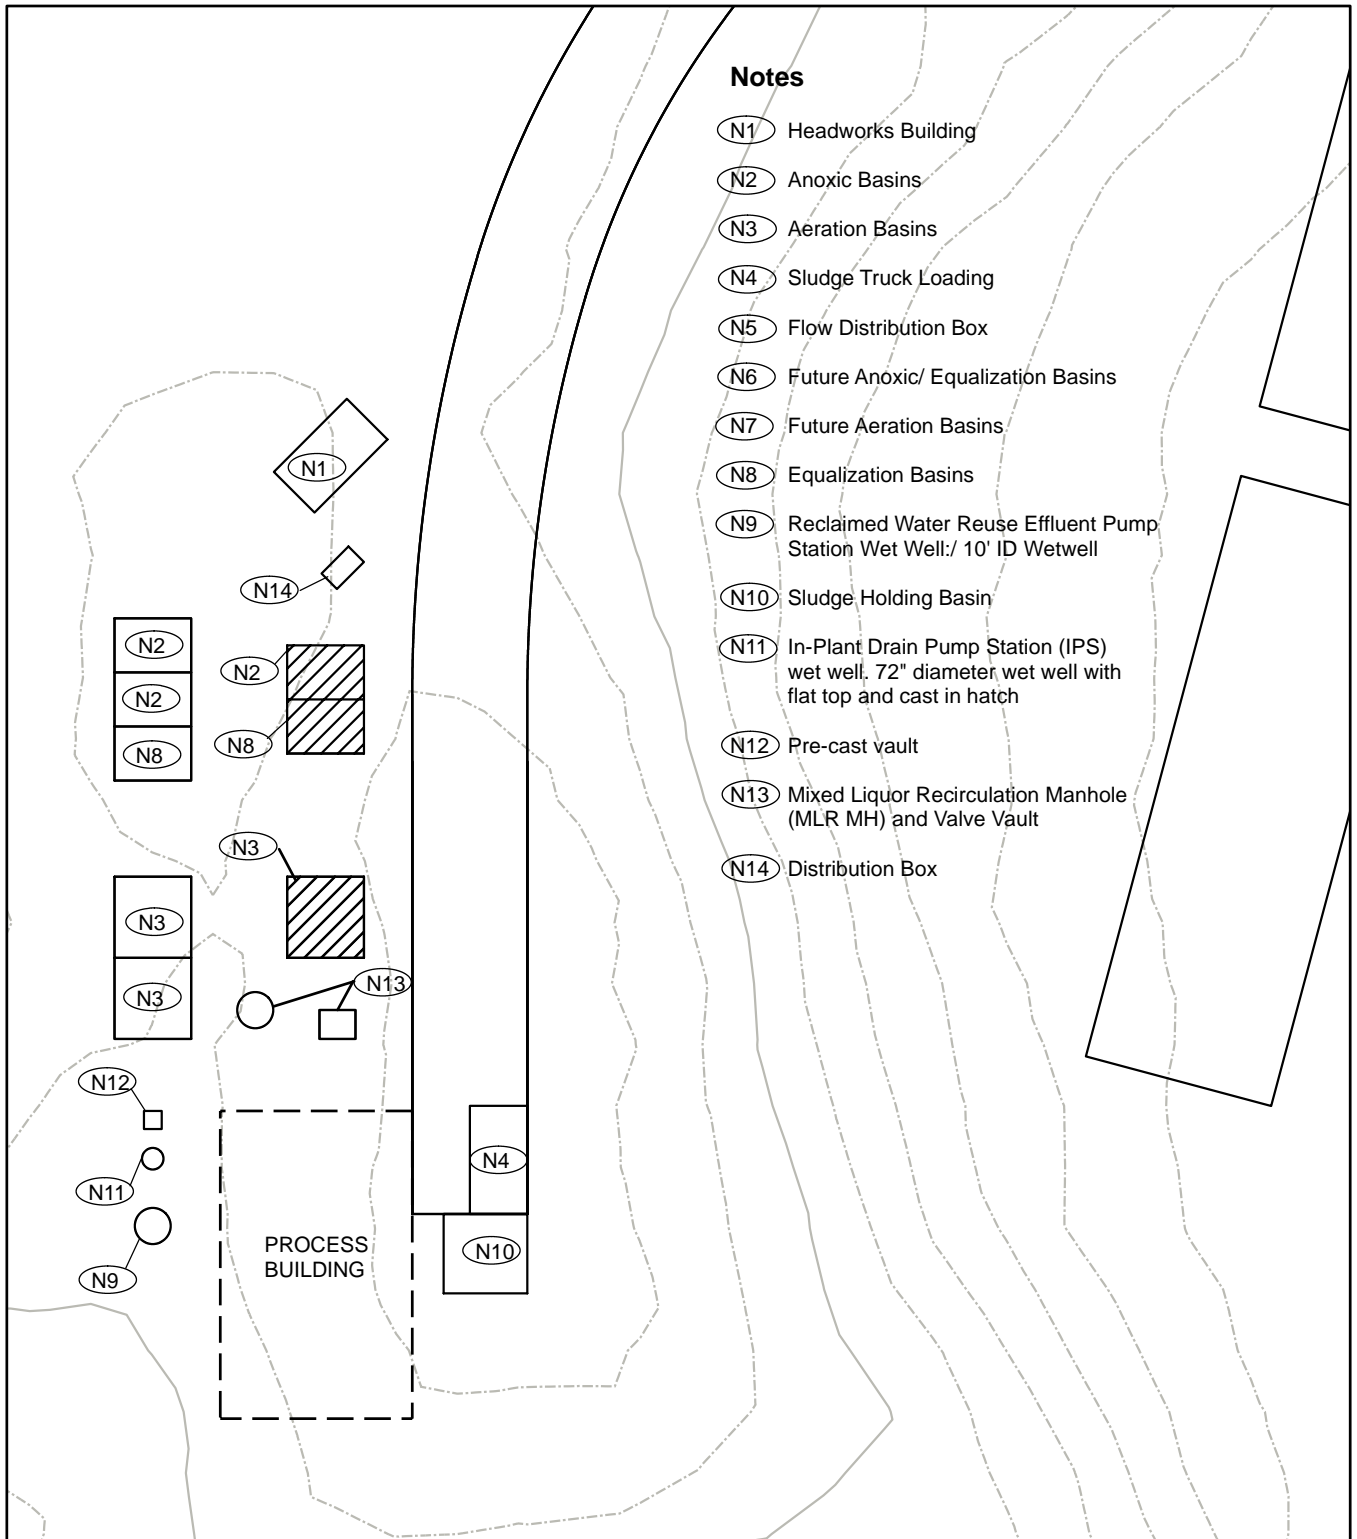 Notes
N1 Headworks Building
N2 Anoxic Basins
N3 Aeration Basins
N4 Sludge Truck Loading
N5 Flow Distribution Box
N6 Future Anoxic/ Equalization Basins
N7 Future Aeration Basins
N8 Equalization Basins
N9 Reclaimed Water Reuse Effluent Pump
Station Wet Well:/ 10' ID Wetwell
N10 Sludge Holding Basin
N11 In-Plant Drain Pump Station (IPS)
wet well. 72" diameter wet well with
flat top and cast in hatch
N12 Pre-cast vault
N13 Mixed Liquor Recirculation Manhole
(MLR MH) and Valve Vault
N14 Distribution Box
N1
N14
N2
N2
N2
N8
N8
N3
N3
N3
N13
N12
N11
N9
N4
N10
PROCESS
BUILDING